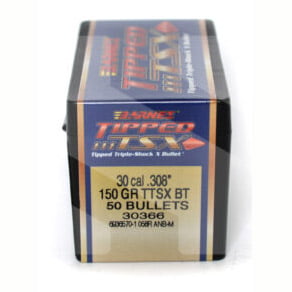 BARNES
TIPPED
TSX
Tipped Triple-Shock X Bullet
30 cal .308"
150 GR TTSX BT
50 BULLETS
30366